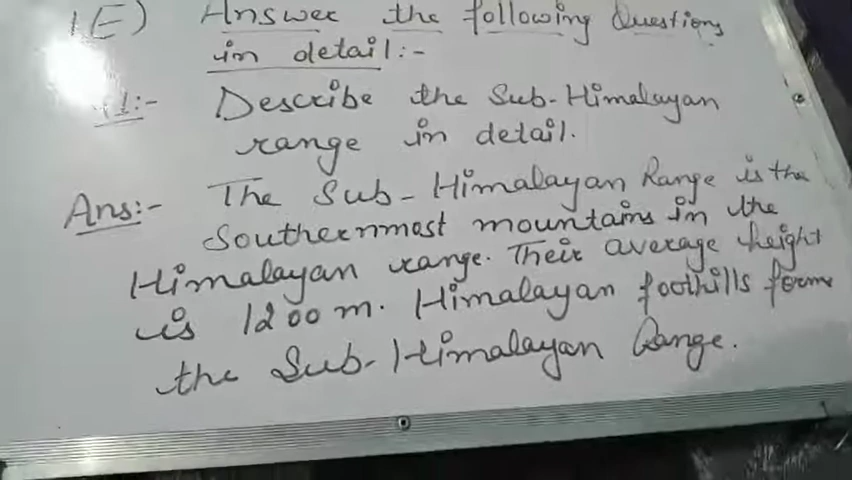 1E) Answer the following Questions
in detail:-
1:- Describe the Sub-Himalayan
range in detail.
Ans:- The Sub-Himalayan Range is the
Southernmost mountains in the
Himalayan range. Their average height
is 1200 m. Himalayan foothills form
the Sub-Himalayan Range.